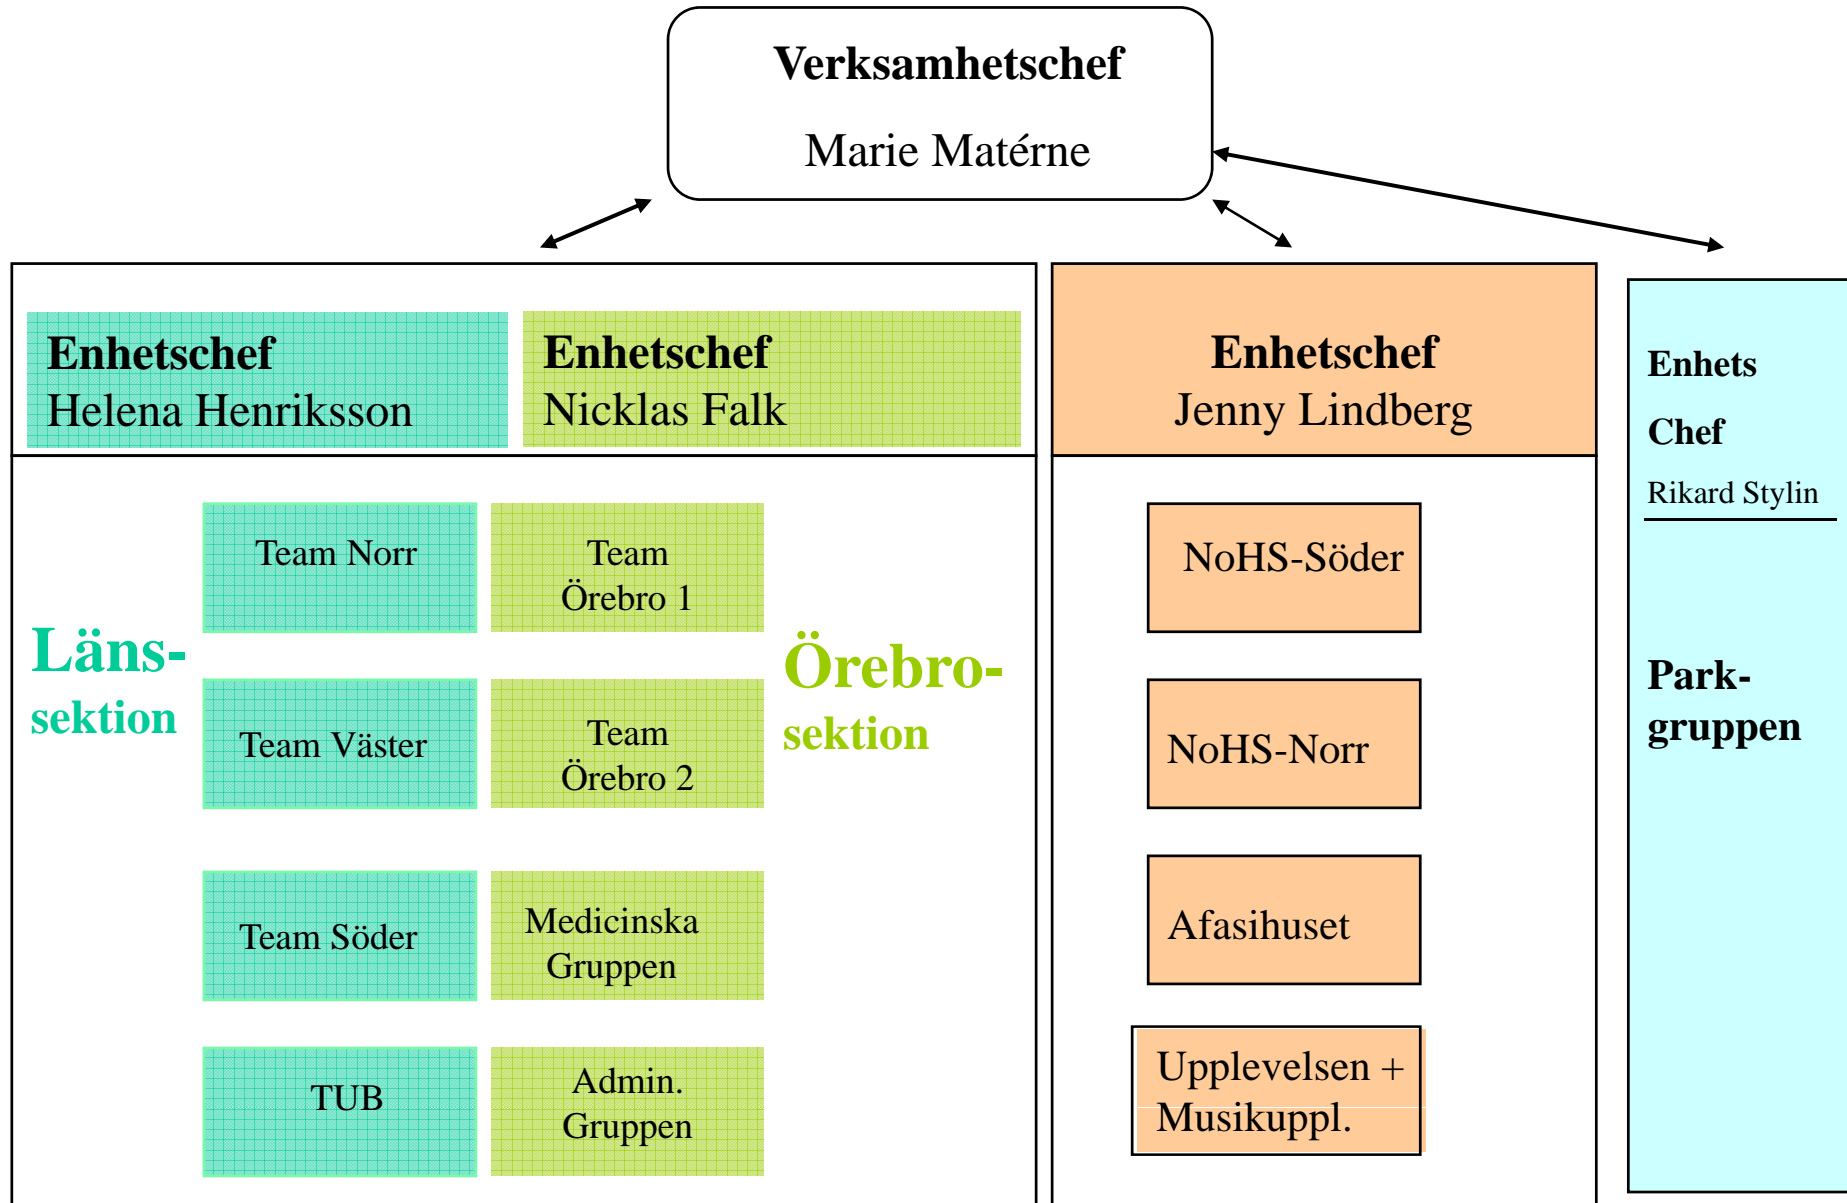 Verksamhetschef
Marie Matérne
Enhetschef
Helena Henriksson
Enhetschef
Nicklas Falk
Enhetschef
Jenny Lindberg
Enhets
Chef
Rikard Stylin
Läns-
sektion
Team Norr
Team Väster
Team Söder
TUB
Team
Örebro 1
Team
Örebro 2
Medicinska
Gruppen
Admin.
Gruppen
Örebro-
sektion
NoHS-Söder
NoHS-Norr
Afasihuset
Upplevelsen +
Musikuppl.
Park-
gruppen